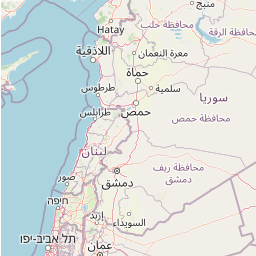 منبج
Hatay
محافظة حلب
محافظة الرقة
اللاذقية
معرة النعمان
حماة
طرطوس
سلمية
سوريا
طرابلس
حمص
محافظة حمص
لبنان
محافظة ريف
دمشق
دمشق
صور
חיפה
إربد
السويداء
תל אביב-יפו
عمان